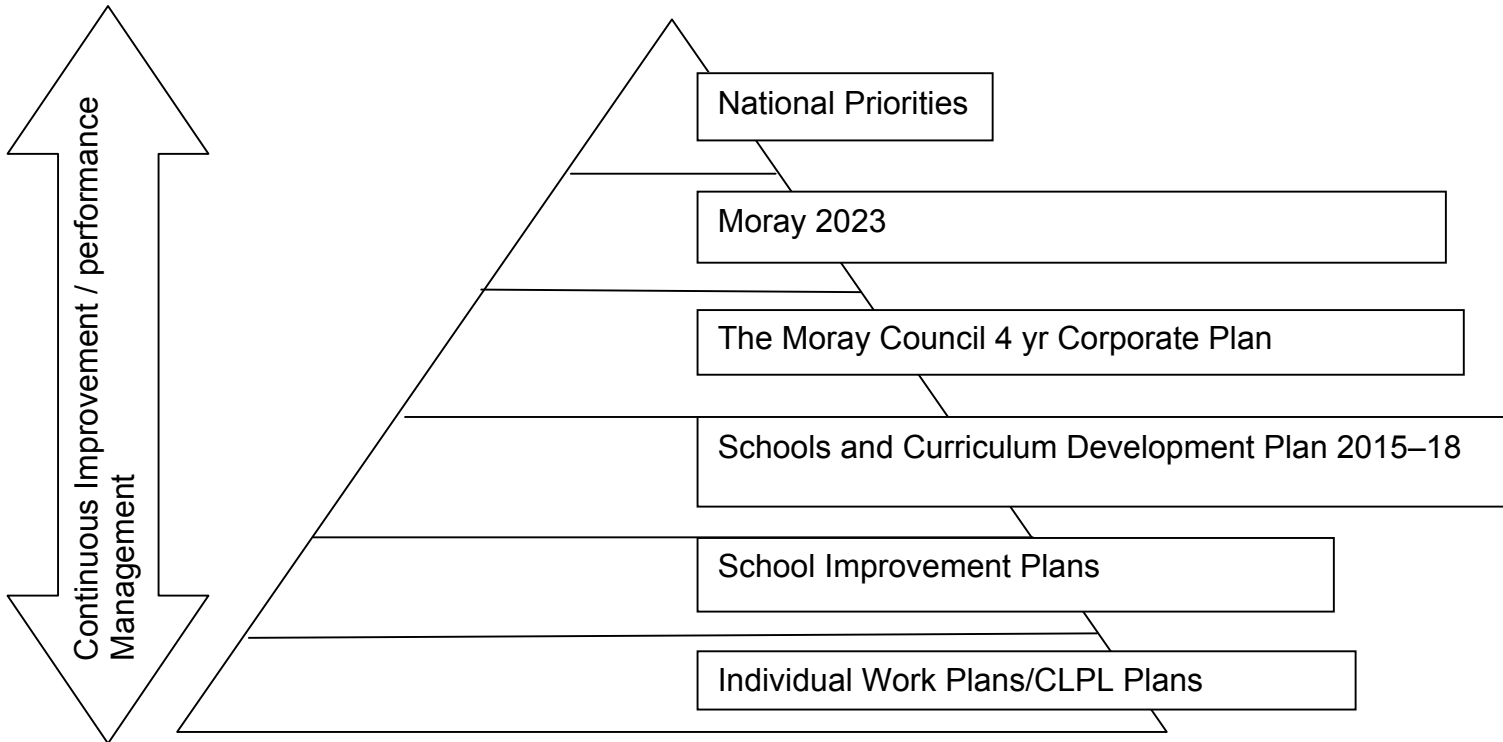 Continuous Improvement / performance
Management
National Priorities
Moray 2023
The Moray Council 4 yr Corporate Plan
Schools and Curriculum Development Plan 2015–18
School Improvement Plans
Individual Work Plans/CLPL Plans